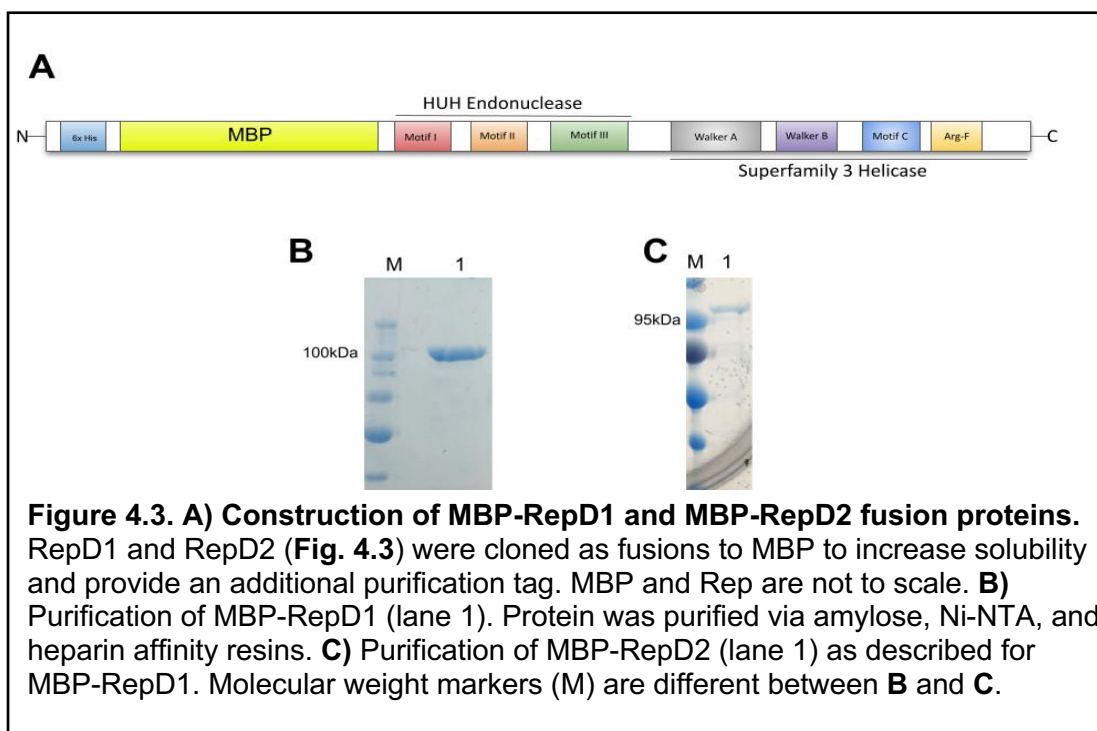 A
HUH Endonuclease
N 6x His MBP Motif I Motif II Motif III Walker A Walker B Motif C Arg-F C
Superfamily 3 Helicase
B
M 1
100kDa
C
M 1
95kDa
Figure 4.3. A) Construction of MBP-RepD1 and MBP-RepD2 fusion proteins.
RepD1 and RepD2 (Fig. 4.3) were cloned as fusions to MBP to increase solubility
and provide an additional purification tag. MBP and Rep are not to scale. B)
Purification of MBP-RepD1 (lane 1). Protein was purified via amylose, Ni-NTA, and
heparin affinity resins. C) Purification of MBP-RepD2 (lane 1) as described for
MBP-RepD1. Molecular weight markers (M) are different between B and C.